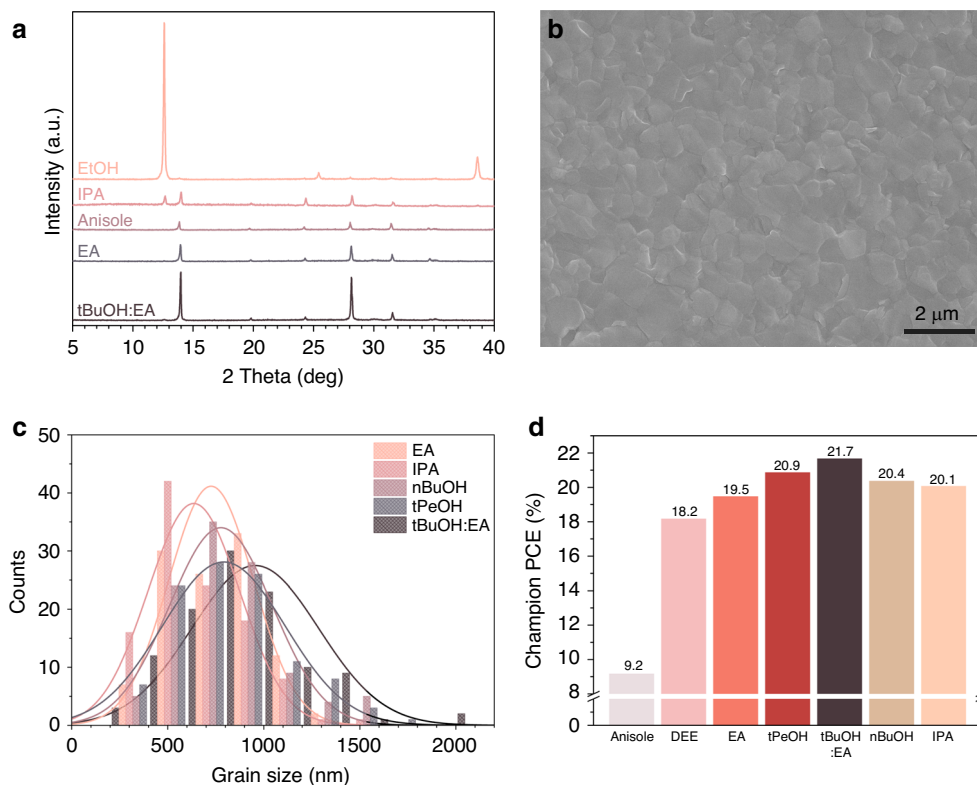 a
Intensity (a.u.)
EtOH
IPA
Anisole
EA
tBuOH:EA
5 10 15 20 25 30 35 40
2 Theta (deg)
b
2 μm
c
50
40
30
20
10
0
Counts
EA
IPA
nBuOH
tPeOH
tBuOH:EA
0 500 1000 1500 2000
Grain size (nm)
d
22
20
18
16
14
12
10
8
0
Champion PCE (%)
9.2
18.2
19.5
20.9
21.7
20.4
20.1
Anisole DEE EA tPeOH tBuOH nBuOH IPA
:EA